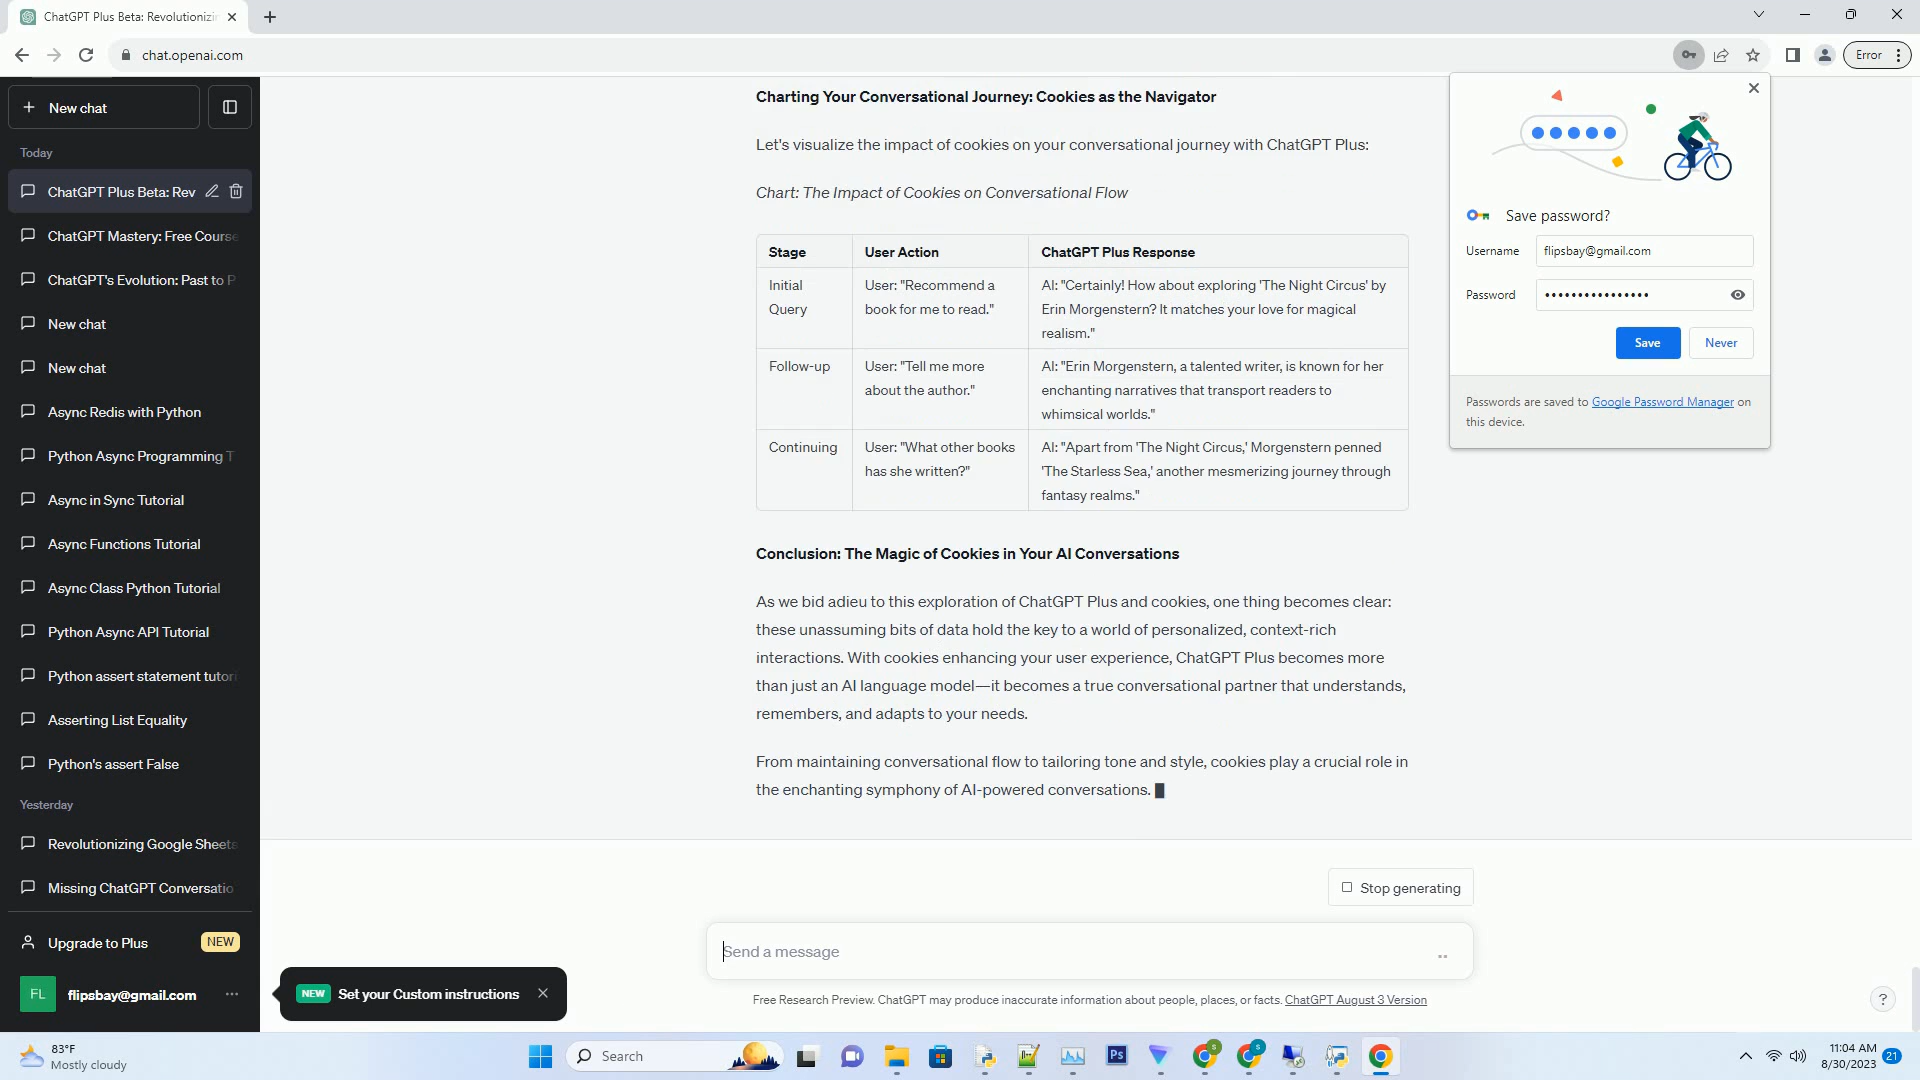 ChatGPT Plus Beta: Revolutionizin
chat.openai.com
Error
New chat
Today
ChatGPT Plus Beta: Rev
ChatGPT Mastery: Free Course
ChatGPT's Evolution: Past to P
New chat
New chat
Async Redis with Python
Python Async Programming T
Async in Sync Tutorial
Async Functions Tutorial
Async Class Python Tutorial
Python Async API Tutorial
Python assert statement tutori
Asserting List Equality
Python's assert False
Yesterday
Revolutionizing Google Sheets
Missing ChatGPT Conversatio
Upgrade to Plus NEW
FL flipsbay@gmail.com
Charting Your Conversational Journey: Cookies as the Navigator
Let's visualize the impact of cookies on your conversational journey with ChatGPT Plus:
Chart: The Impact of Cookies on Conversational Flow
Stage User Action ChatGPT Plus Response
Initial User: "Recommend a AI: "Certainly! How about exploring 'The Night Circus' by
Query book for me to read." Erin Morgenstern? It matches your love for magical
realism."
Follow-up User: "Tell me more AI: "Erin Morgenstern, a talented writer, is known for her
about the author." enchanting narratives that transport readers to
whimsical worlds."
Continuing User: "What other books AI: "Apart from 'The Night Circus,' Morgenstern penned
has she written?" 'The Starless Sea,' another mesmerizing journey through
fantasy realms."
Conclusion: The Magic of Cookies in Your AI Conversations
As we bid adieu to this exploration of ChatGPT Plus and cookies, one thing becomes clear:
these unassuming bits of data hold the key to a world of personalized, context-rich
interactions. With cookies enhancing your user experience, ChatGPT Plus becomes more
than just an AI language model—it becomes a true conversational partner that understands,
remembers, and adapts to your needs.
From maintaining conversational flow to tailoring tone and style, cookies play a crucial role in
the enchanting symphony of AI-powered conversations.
Stop generating
Send a message
NEW Set your Custom instructions
Free Research Preview. ChatGPT may produce inaccurate information about people, places, or facts. ChatGPT August 3 Version
?
Save password?
Username flipsbay@gmail.com
Password ••••••••••••••••
Save Never
Passwords are saved to Google Password Manager on
this device.
83°F
Mostly cloudy
Search
Ps
S
S
11:04 AM
8/30/2023
21